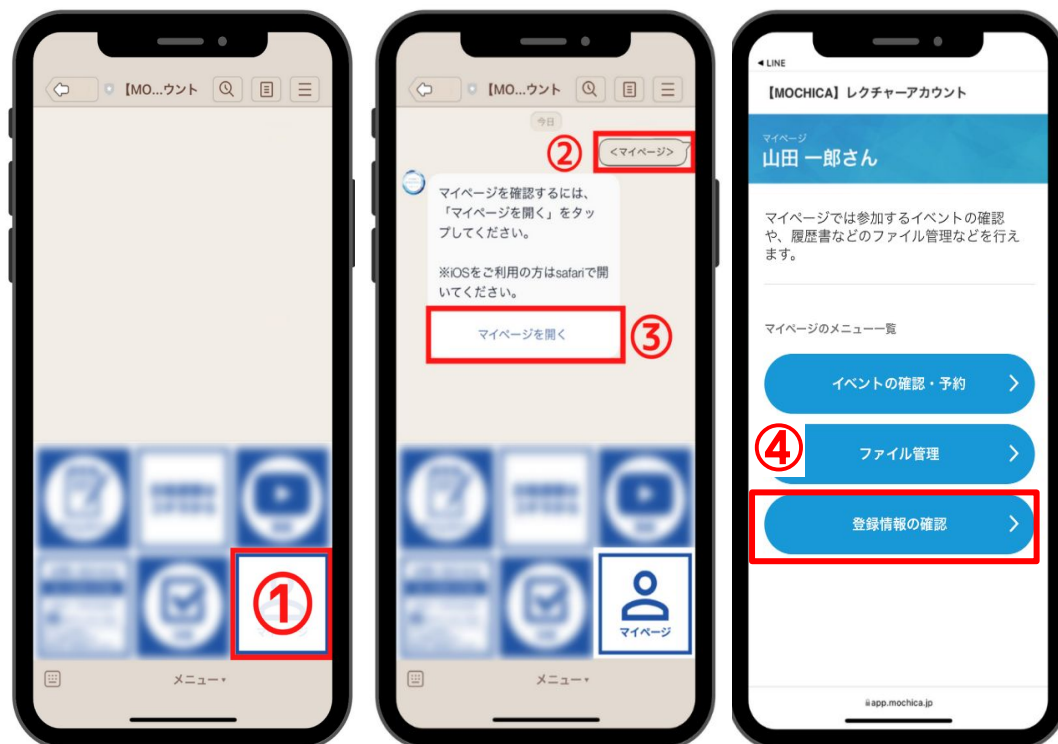 【MO...ウント
①
メニュー▼
【MO...ウント
今日
②
<マイページ>
マイページを確認するには、
「マイページを開く」をタッ
プしてください。
※iOSをご利用の方はsafariで開
いてください。
マイページを開く
③
マイページ
メニュー▼
◀ LINE
【MOCHICA】レクチャーアカウント
マイページ
山田 一郎さん
マイページでは参加するイベントの確認
や、履歴書などのファイル管理などを行え
ます。
マイページのメニュー一覧
イベントの確認・予約
④
ファイル管理
登録情報の確認
app.mochica.jp